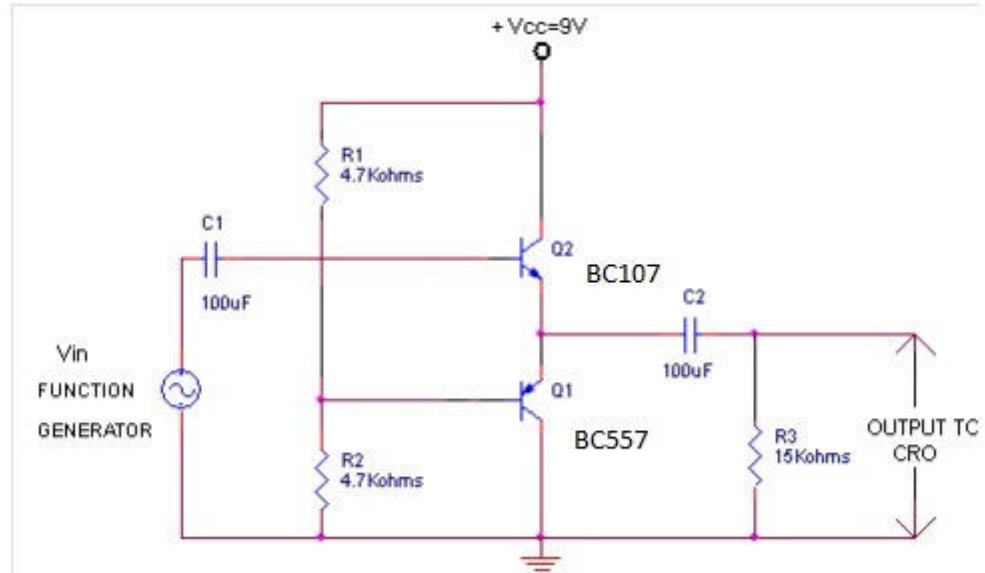 + Vcc=9V
R1
4.7Kohms
C1
100uF
Q2
BC107
C2
100uF
Vin
FUNCTION
GENERATOR
Q1
BC557
R2
4.7Kohms
R3
15Kohms
OUTPUT TC
CRO